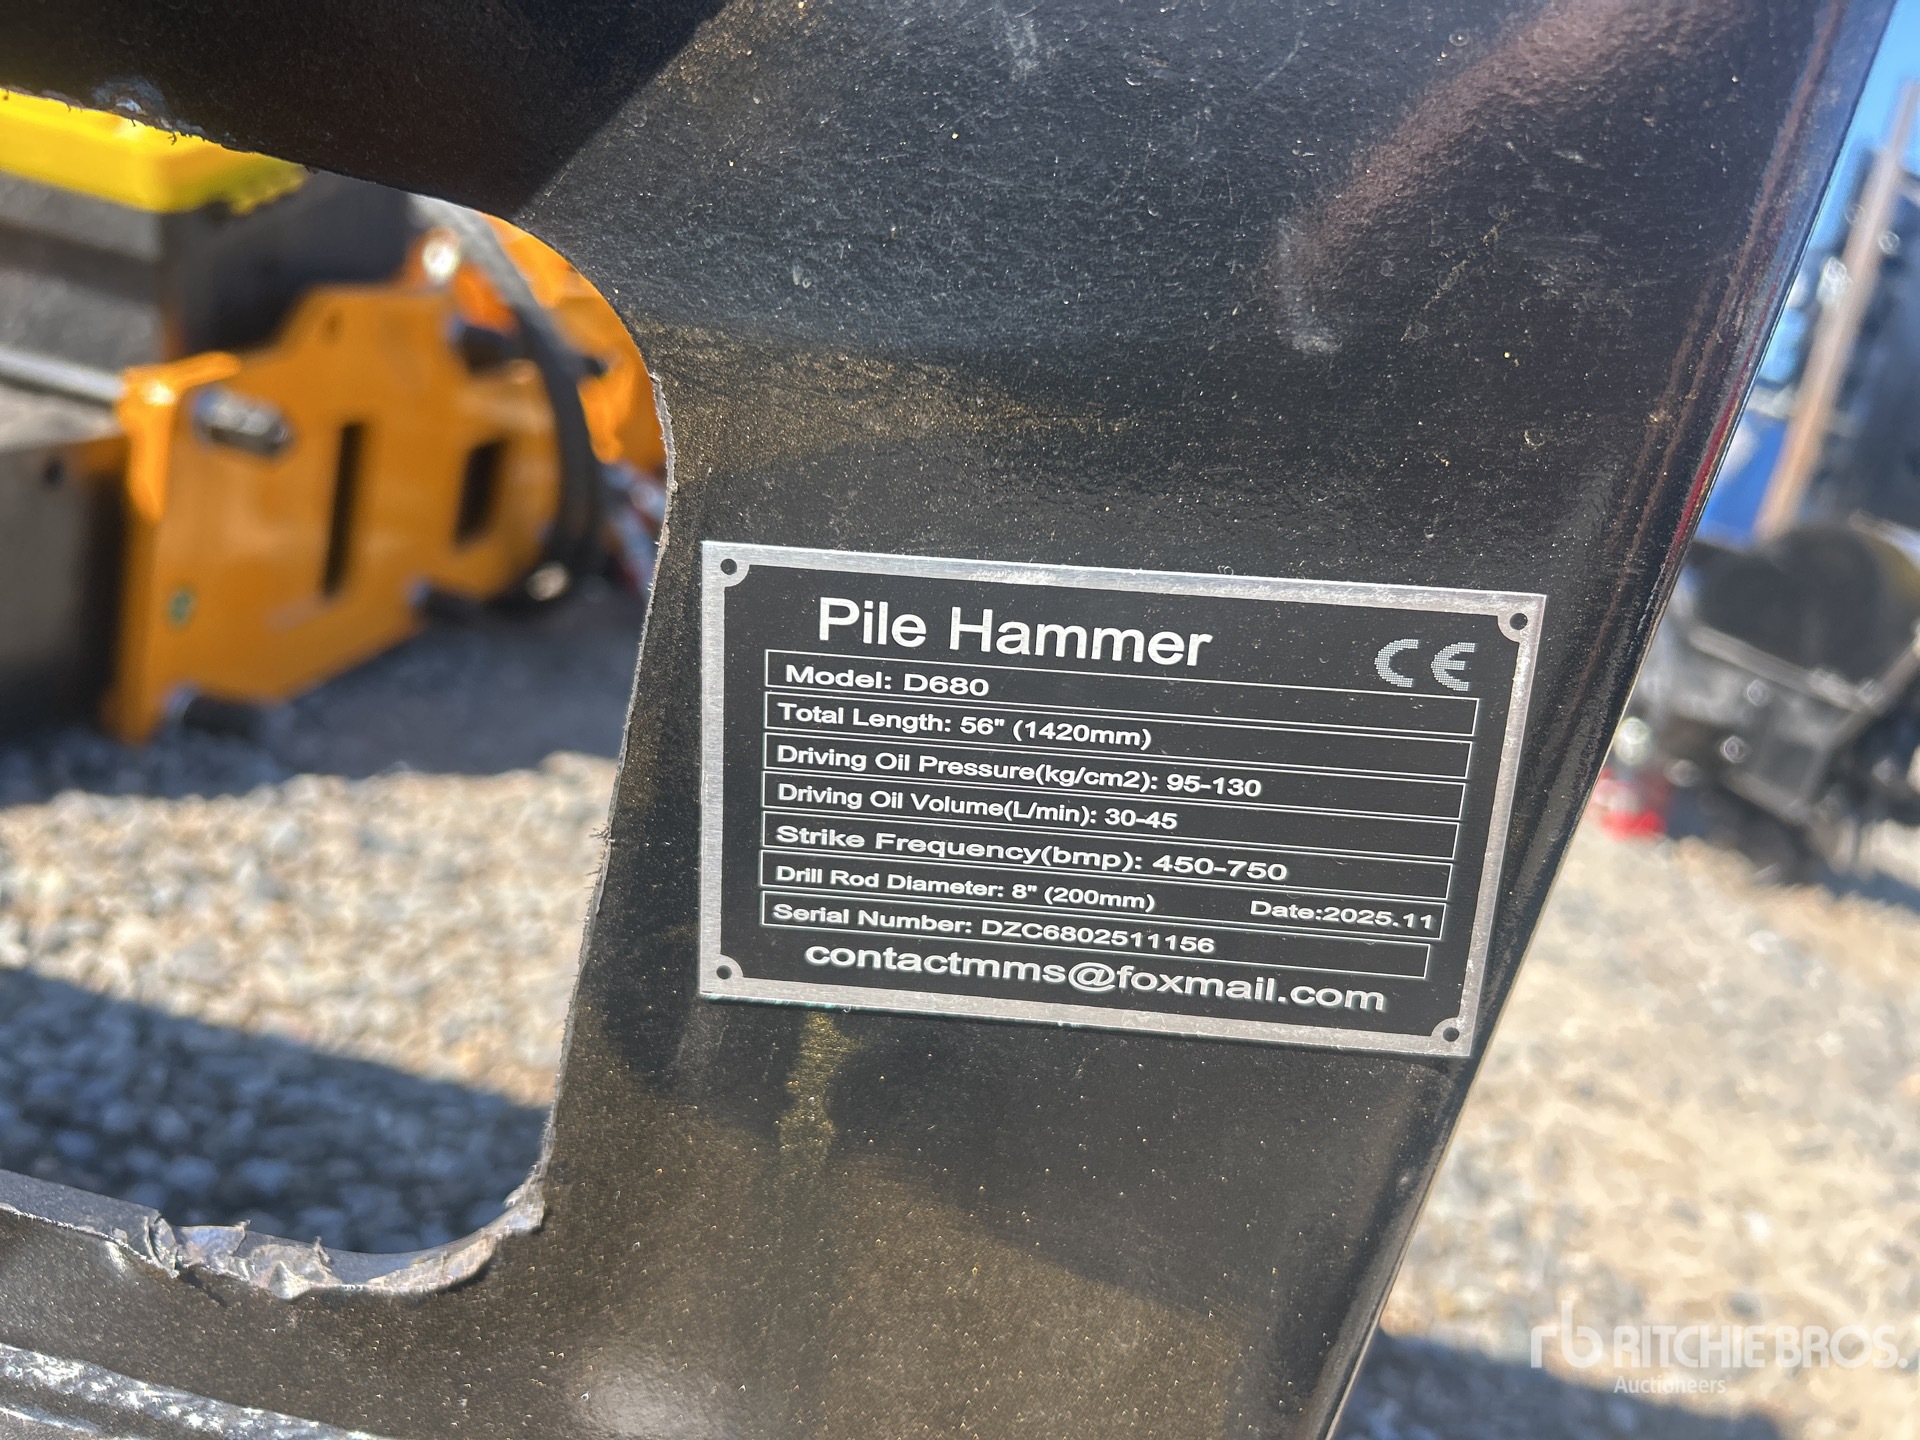 Pile Hammer
CE
Model: D680
Total Length: 56" (1420mm)
Driving Oil Pressure(kg/cm2): 95-130
Driving Oil Volume(L/min): 30-45
Strike Frequency(bmp): 450-750
Drill Rod Diameter: 8" (200mm) Date:2025.11
Serial Number: DZC6802511156
contactmms@foxmail.com
rb RITCHIE BROS.
Auctioneers